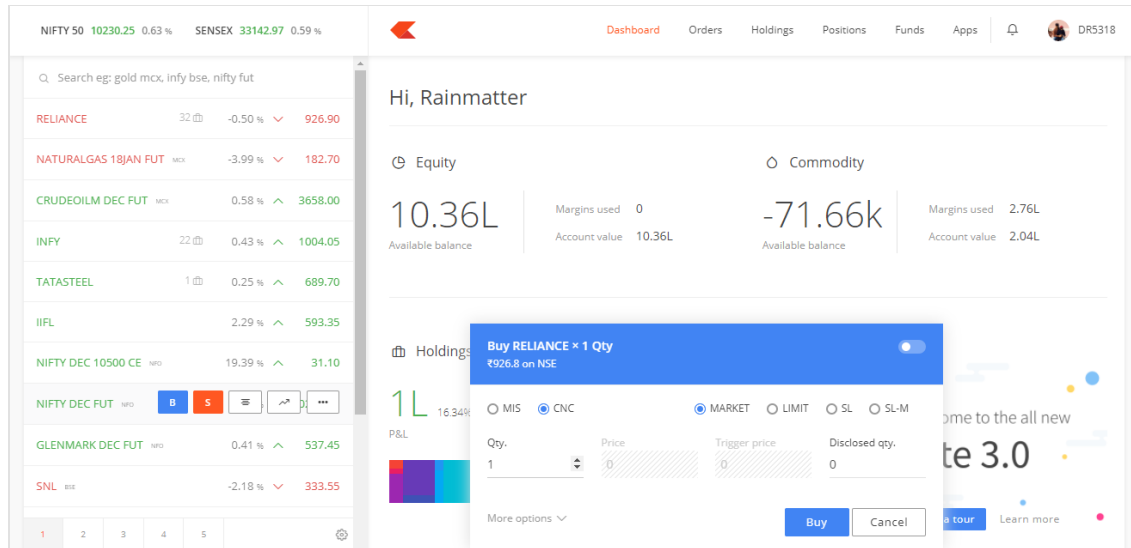 NIFTY 50 10230.25 0.63 % SENSEX 33142.97 0.59 %
Dashboard Orders Holdings Positions Funds Apps DR5318
Search eg: gold mcx, infy bse, nifty fut
RELIANCE 32 -0.50 % 926.90
NATURALGAS 18JAN FUT MCX -3.99 % 182.70
CRUDEOILM DEC FUT MCX 0.58 % 3658.00
INFY 22 0.43 % 1004.05
TATASTEEL 1 0.25 % 689.70
IIFL 2.29 % 593.35
NIFTY DEC 10500 CE NFO 19.39 % 31.10
NIFTY DEC FUT NFO B S
GLENMARK DEC FUT NFO 0.41 % 537.45
SNL BSE -2.18 % 333.55
1 2 3 4 5
Hi, Rainmatter
Equity
10.36L
Available balance
Margins used 0
Account value 10.36L
Commodity
-71.66k
Available balance
Margins used 2.76L
Account value 2.04L
Holdings
1L 16.34%
P&L
Buy RELIANCE × 1 Qty
₹926.8 on NSE
MIS CNC MARKET LIMIT SL SL-M
Qty. Price Trigger price Disclosed qty.
1 0 0 0
More options
Buy Cancel
to the all new
3.0
a tour Learn more